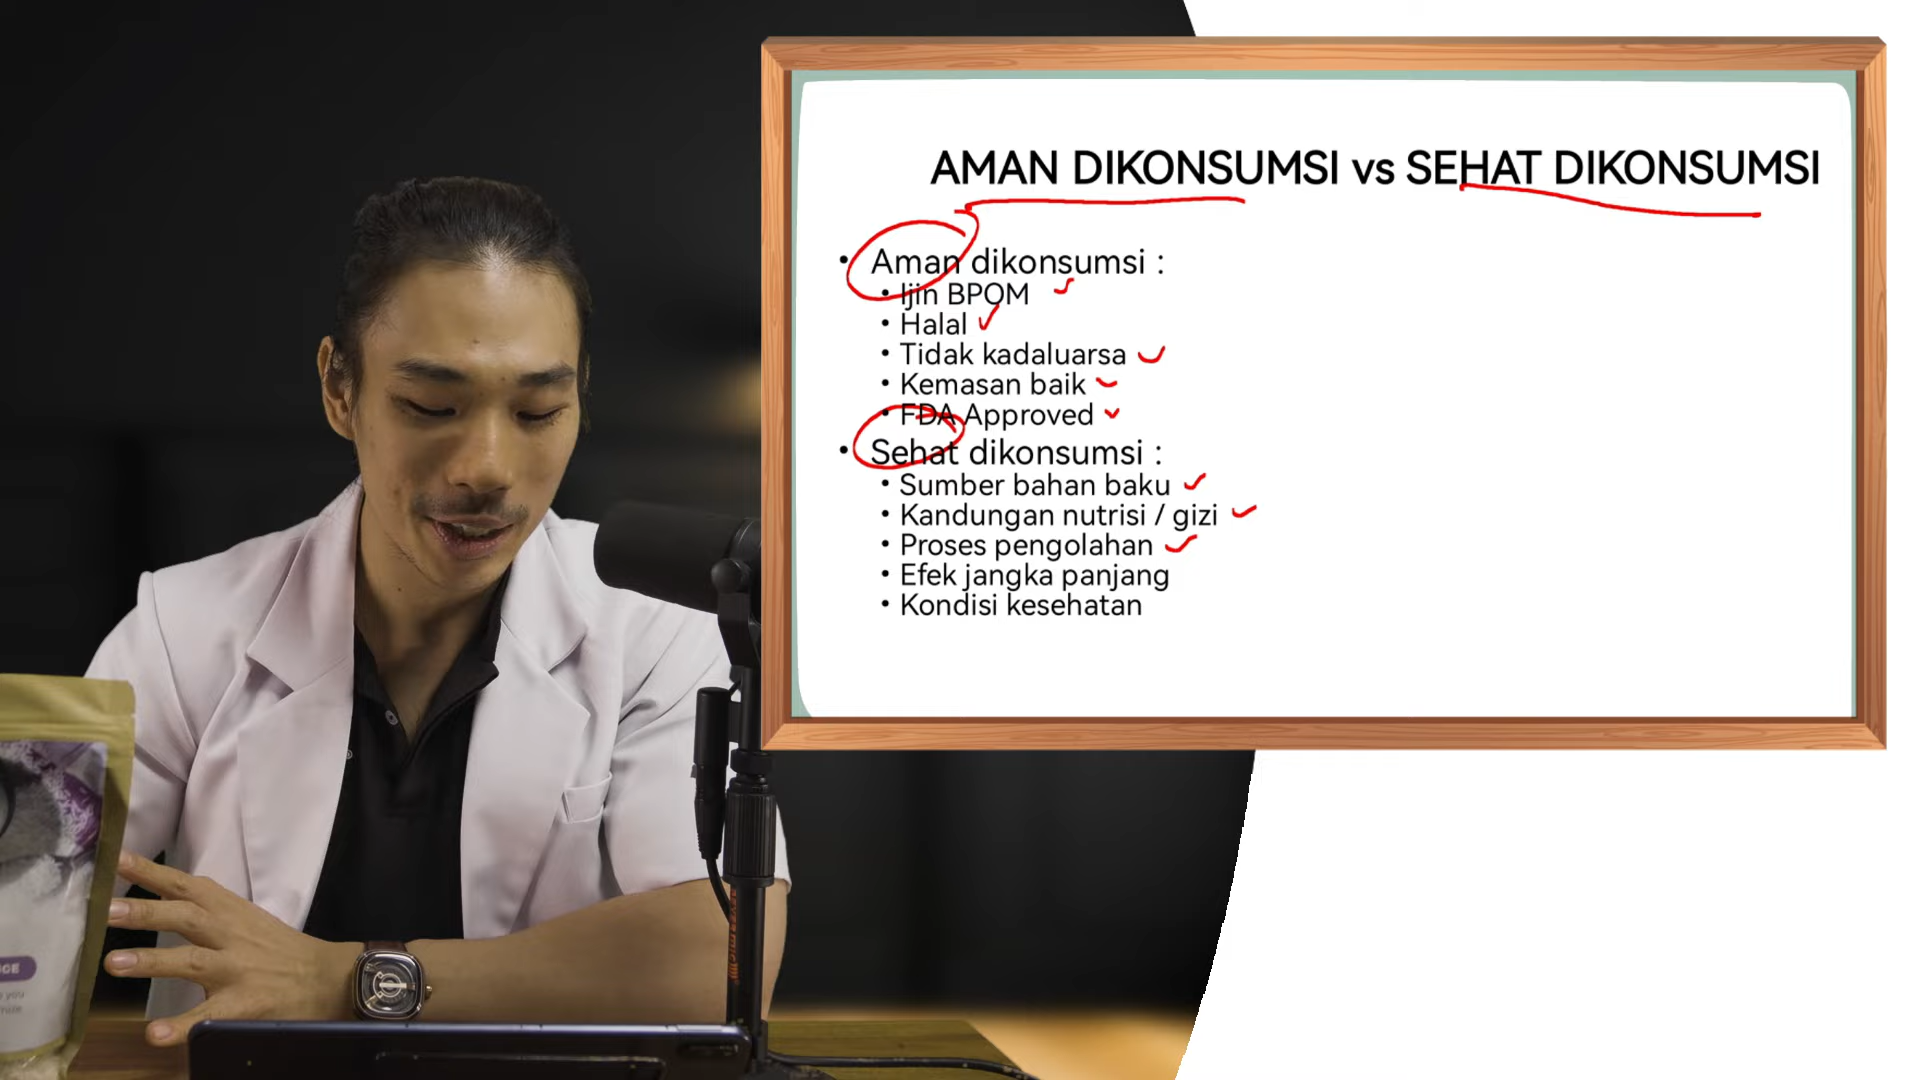 AMAN DIKONSUMSI vs SEHAT DIKONSUMSI
• Aman dikonsumsi :
• Ijin BPOM
• Halal
• Tidak kadaluarsa
• Kemasan baik
• FDA Approved
• Sehat dikonsumsi :
• Sumber bahan baku
• Kandungan nutrisi / gizi
• Proses pengolahan
• Efek jangka panjang
• Kondisi kesehatan
you